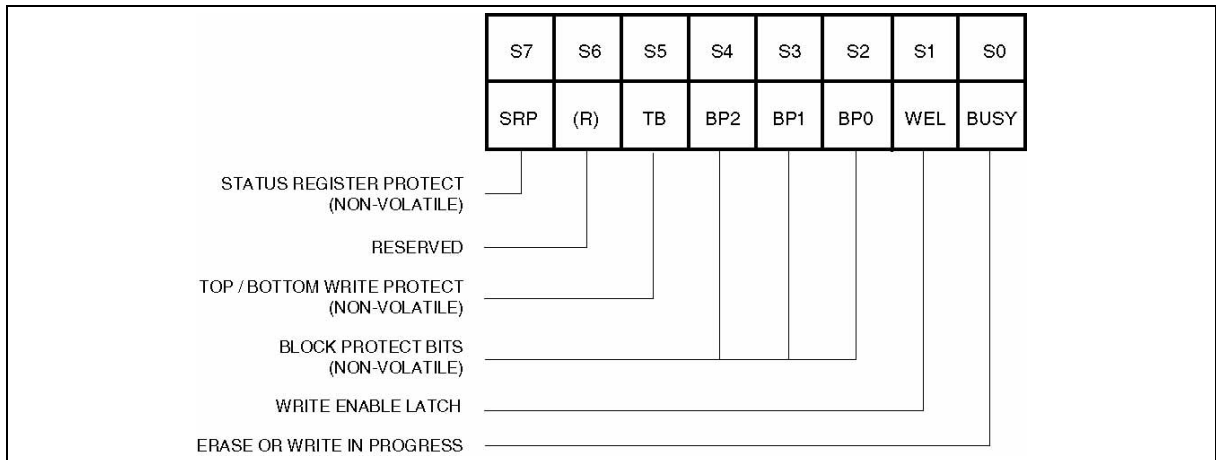 S7 S6 S5 S4 S3 S2 S1 S0
SRP (R) TB BP2 BP1 BP0 WEL BUSY
STATUS REGISTER PROTECT
(NON-VOLATILE)
RESERVED
TOP / BOTTOM WRITE PROTECT
(NON-VOLATILE)
BLOCK PROTECT BITS
(NON-VOLATILE)
WRITE ENABLE LATCH
ERASE OR WRITE IN PROGRESS